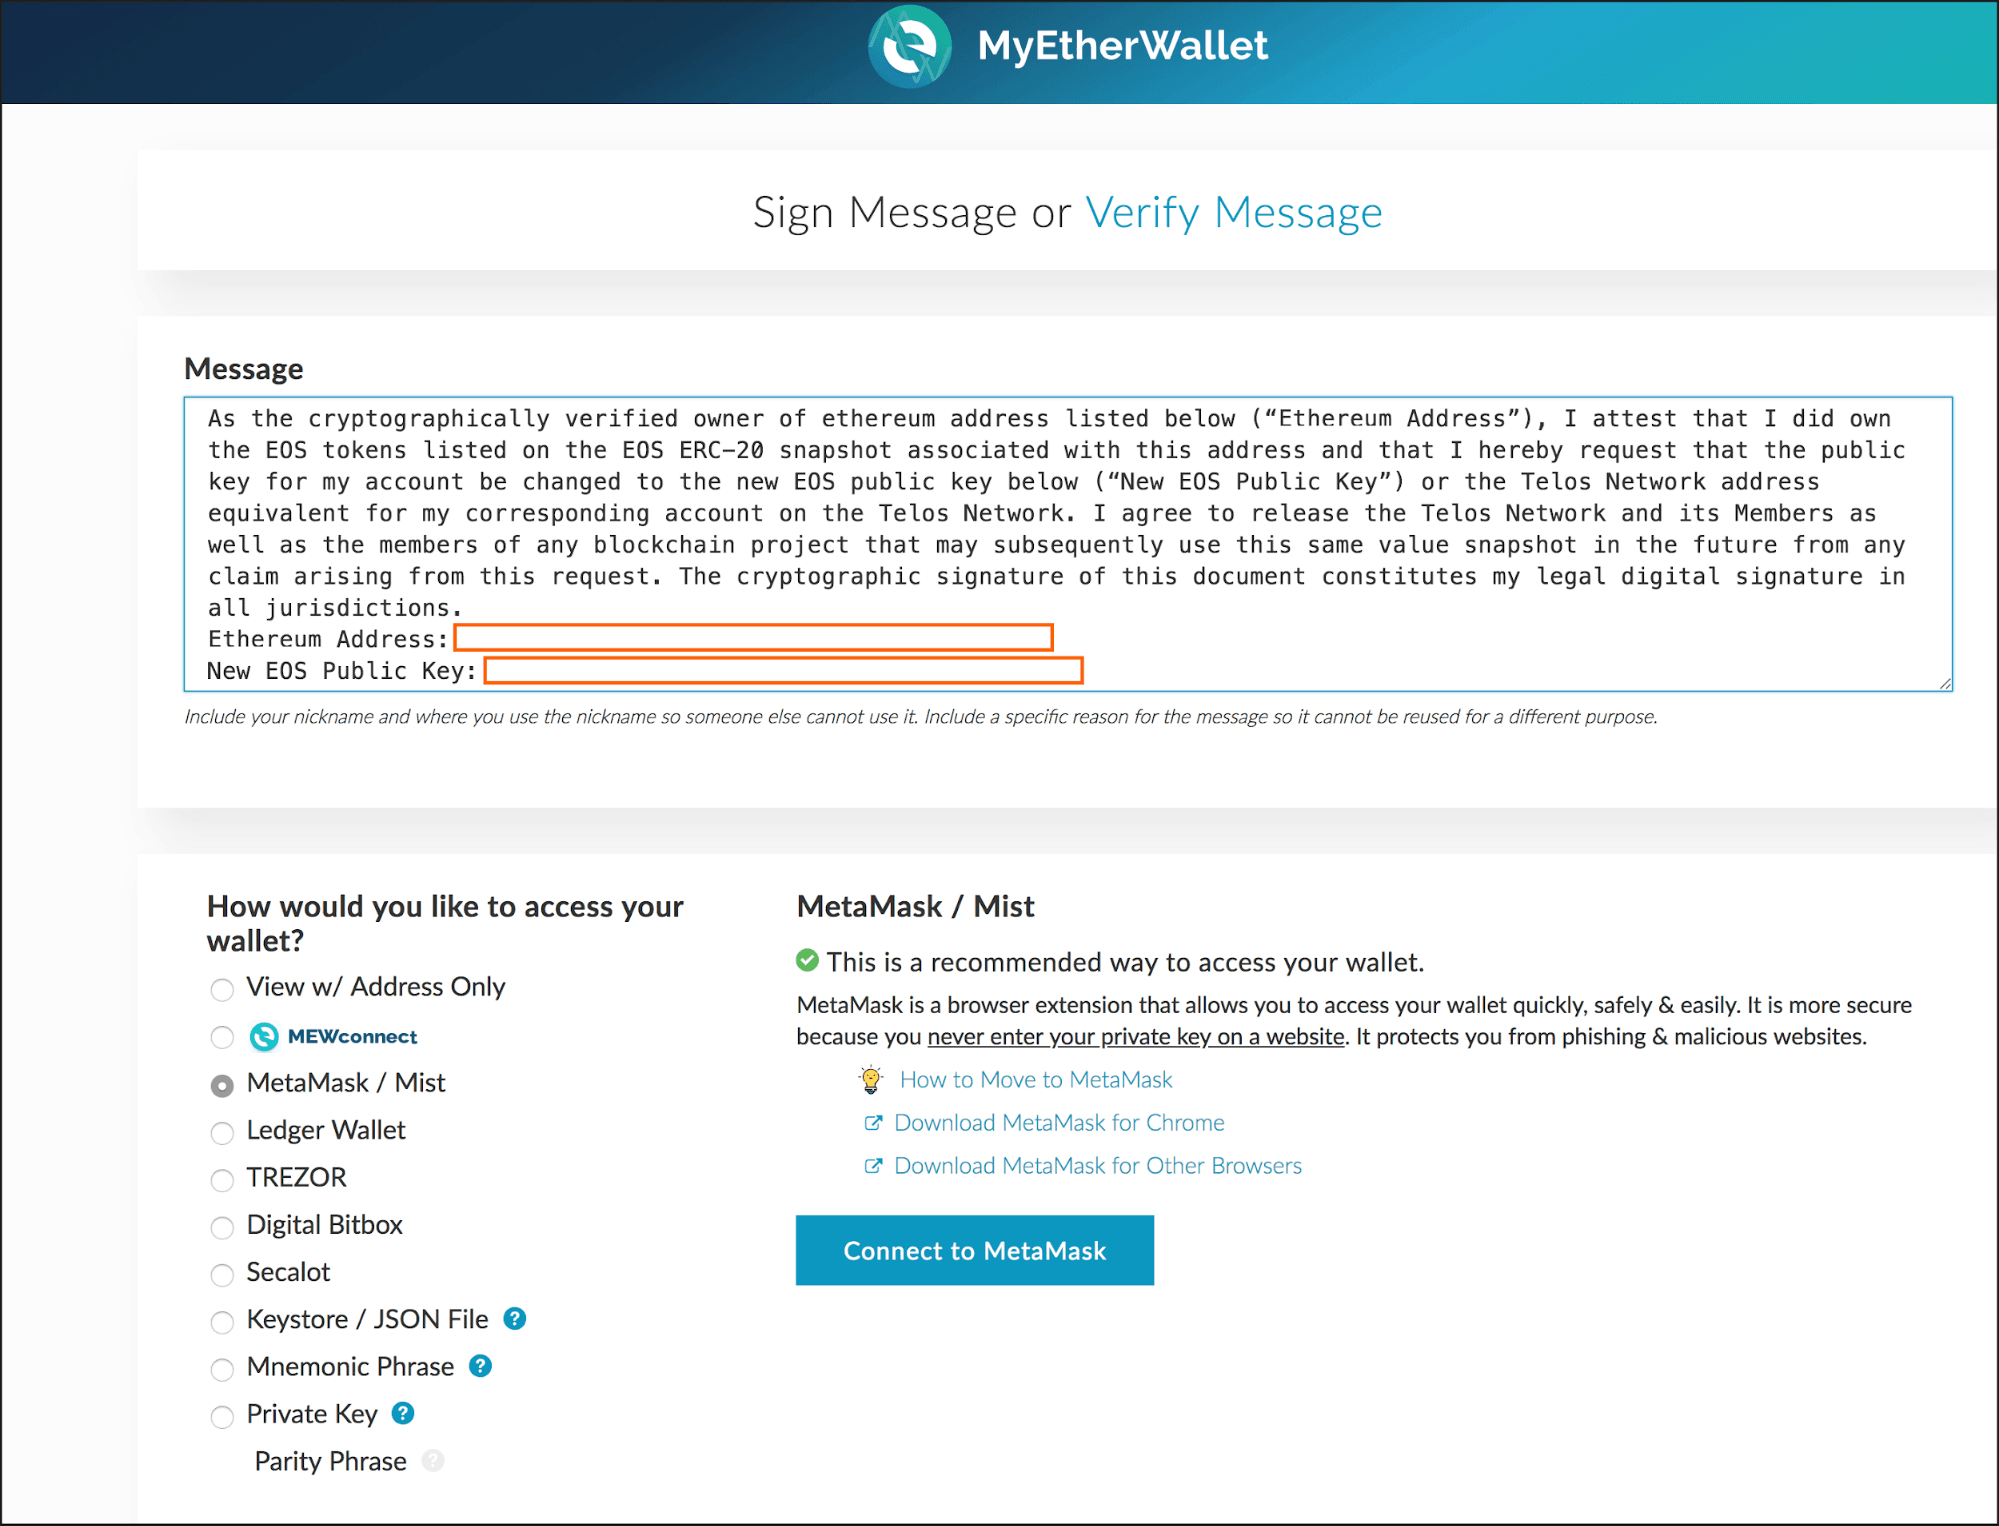 MyEtherWallet
Sign Message or Verify Message
Message
As the cryptographically verified owner of ethereum address listed below (“Ethereum Address”), I attest that I did own
the EOS tokens listed on the EOS ERC-20 snapshot associated with this address and that I hereby request that the public
key for my account be changed to the new EOS public key below (“New EOS Public Key”) or the Telos Network address
equivalent for my corresponding account on the Telos Network. I agree to release the Telos Network and its Members as
well as the members of any blockchain project that may subsequently use this same value snapshot in the future from any
claim arising from this request. The cryptographic signature of this document constitutes my legal digital signature in
all jurisdictions.
Ethereum Address:
New EOS Public Key:
Include your nickname and where you use the nickname so someone else cannot use it. Include a specific reason for the message so it cannot be reused for a different purpose.
How would you like to access your
wallet?
View w/ Address Only
MEWconnect
MetaMask / Mist
Ledger Wallet
TREZOR
Digital Bitbox
Secalot
Keystore / JSON File ?
Mnemonic Phrase ?
Private Key ?
Parity Phrase ?
MetaMask / Mist
This is a recommended way to access your wallet.
MetaMask is a browser extension that allows you to access your wallet quickly, safely & easily. It is more secure
because you never enter your private key on a website. It protects you from phishing & malicious websites.
How to Move to MetaMask
Download MetaMask for Chrome
Download MetaMask for Other Browsers
Connect to MetaMask